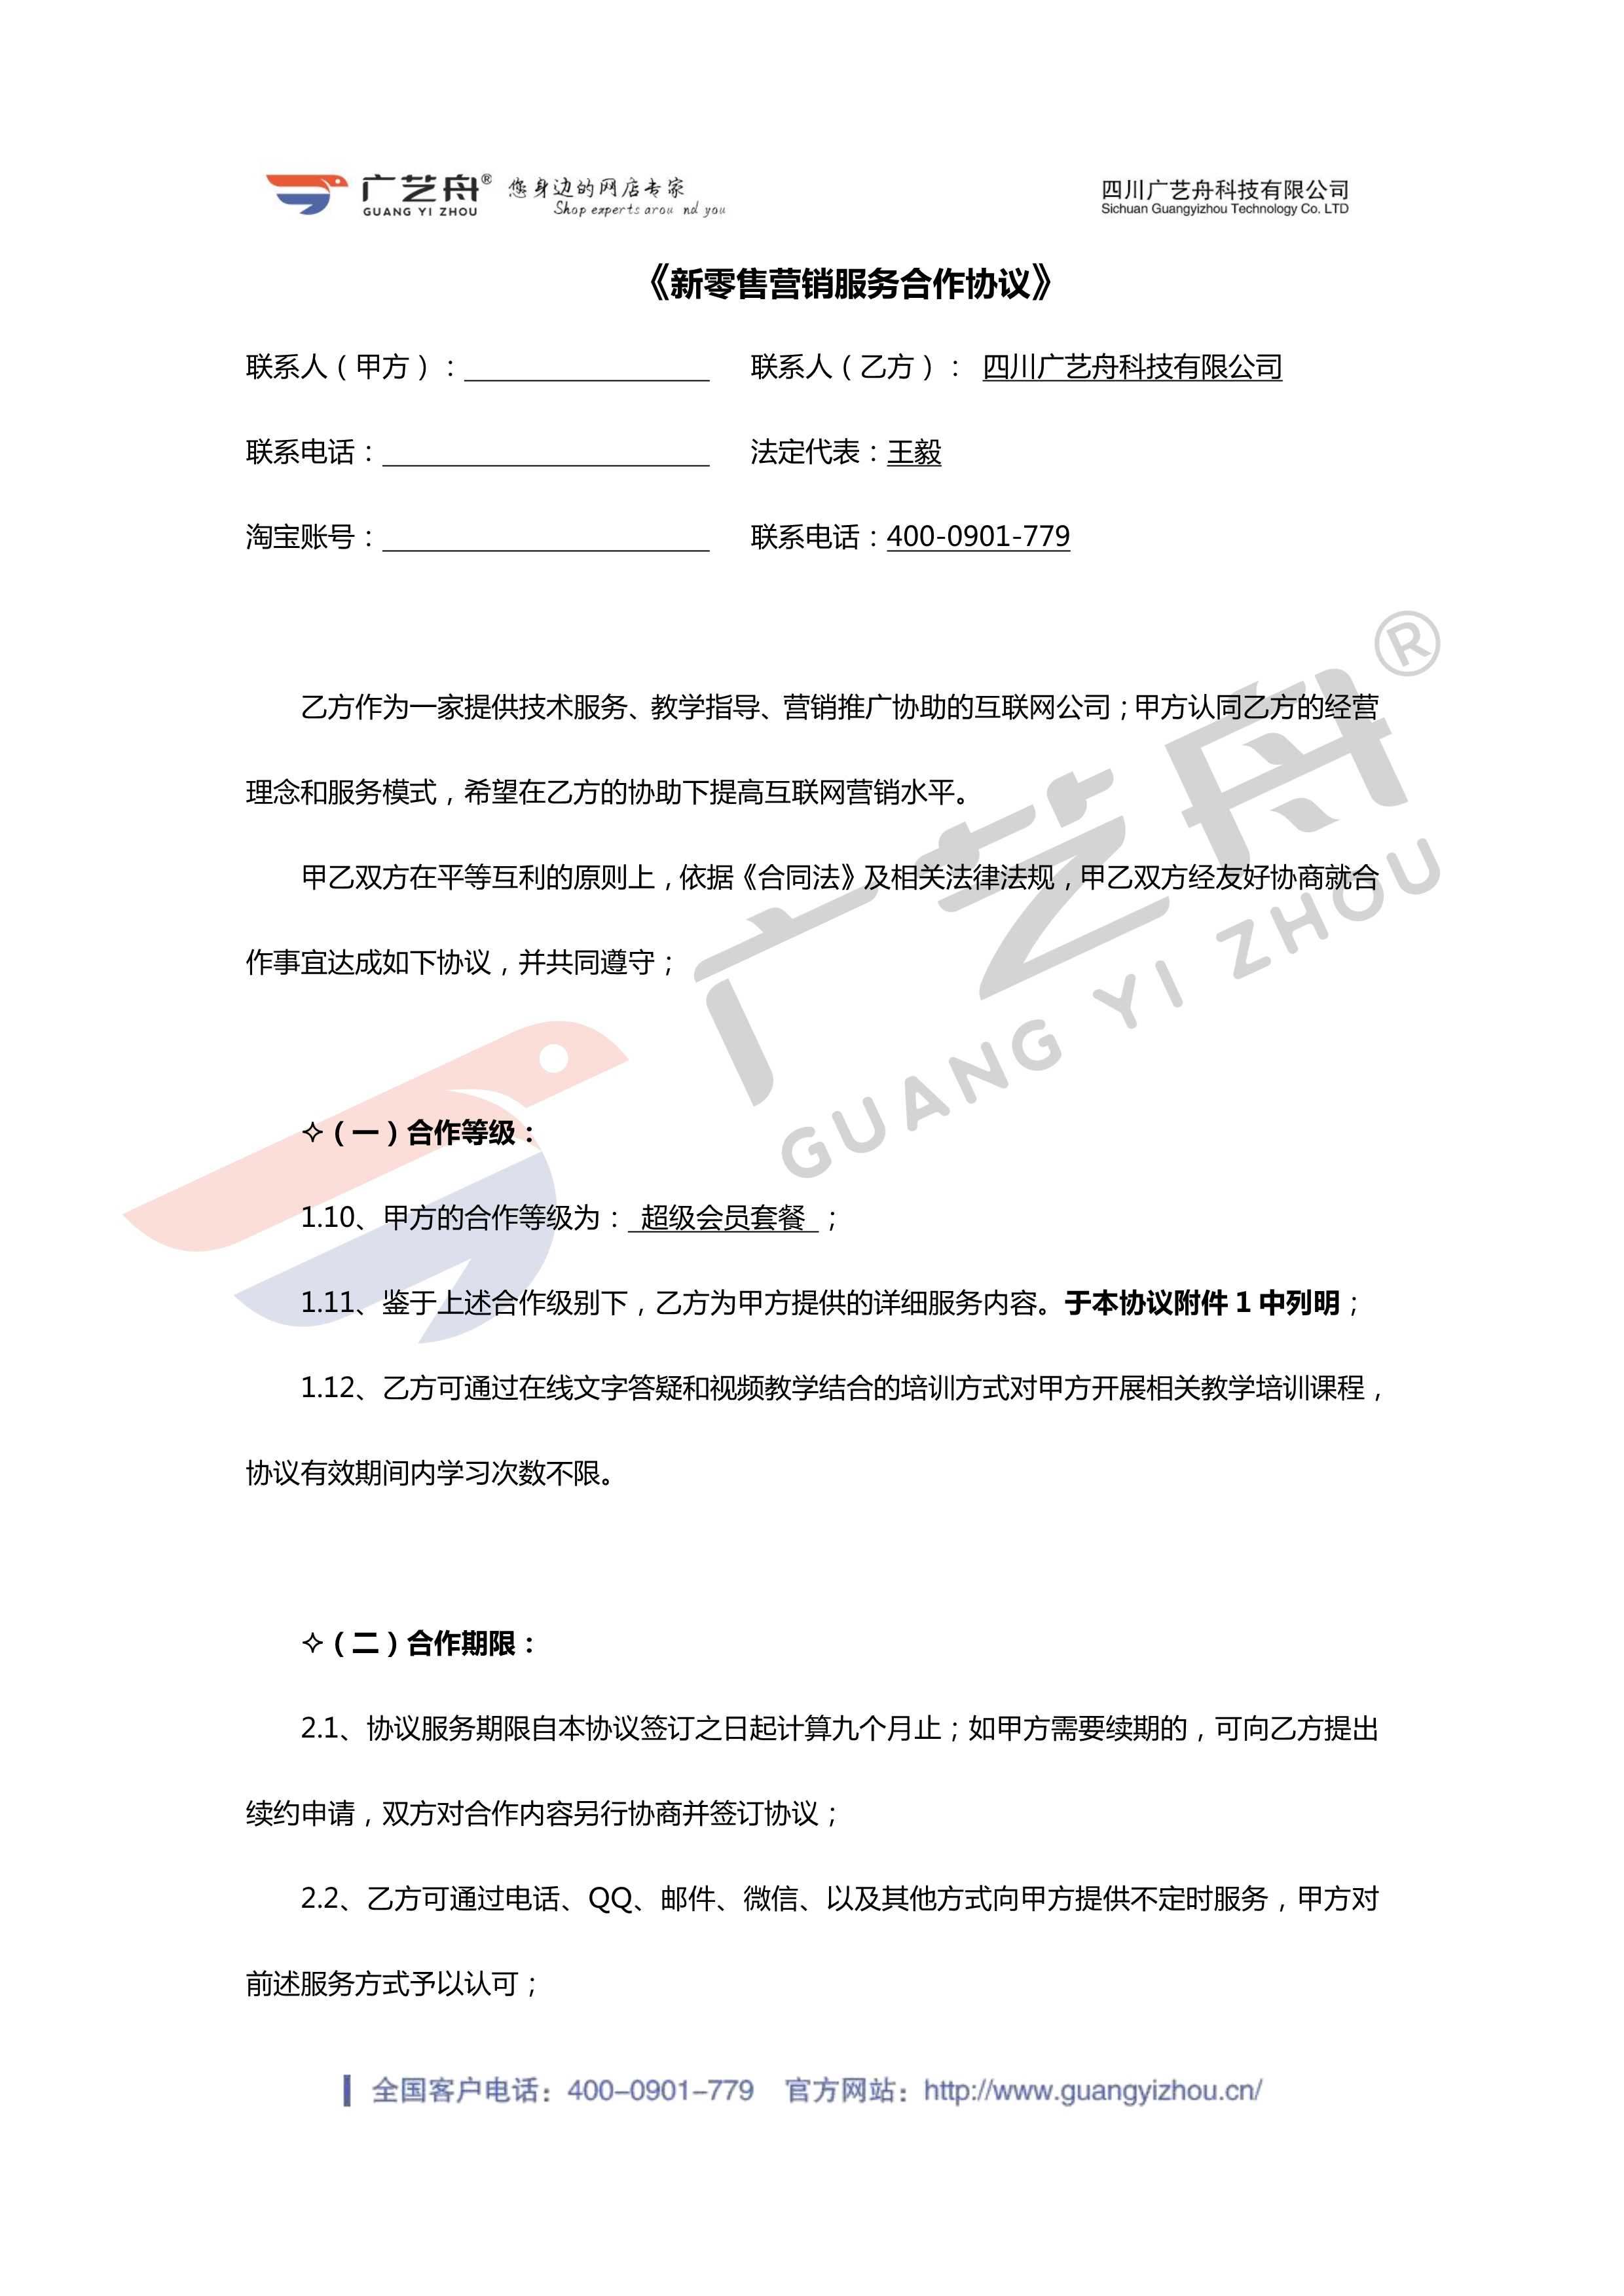 广艺舟® 您身边的网店专家 四川广艺舟科技有限公司
GUANG YI ZHOU Shop experts arou nd you Sichuan Guangyizhou Technology Co. LTD
《新零售营销服务合作协议》
联系人（甲方）：__________ 联系人（乙方）： 四川广艺舟科技有限公司
联系电话：__________ 法定代表：王毅
淘宝账号：__________ 联系电话：400-0901-779
乙方作为一家提供技术服务、教学指导、营销推广协助的互联网公司；甲方认同乙方的经营
理念和服务模式，希望在乙方的协助下提高互联网营销水平。
甲乙双方在平等互利的原则上，依据《合同法》及相关法律法规，甲乙双方经友好协商就合
作事宜达成如下协议，并共同遵守；
广艺舟®
GUANG YI ZHOU
✧（一）合作等级：
1.10、甲方的合作等级为： 超级会员套餐 ；
1.11、鉴于上述合作级别下，乙方为甲方提供的详细服务内容。于本协议附件 1 中列明；
1.12、乙方可通过在线文字答疑和视频教学结合的培训方式对甲方开展相关教学培训课程，
协议有效期间内学习次数不限。
✧（二）合作期限：
2.1、协议服务期限自本协议签订之日起计算九个月止；如甲方需要续期的，可向乙方提出
续约申请，双方对合作内容另行协商并签订协议；
2.2、乙方可通过电话、QQ、邮件、微信、以及其他方式向甲方提供不定时服务，甲方对
前述服务方式予以认可；
全国客户电话：400-0901-779 官方网站：http://www.guangyizhou.cn/